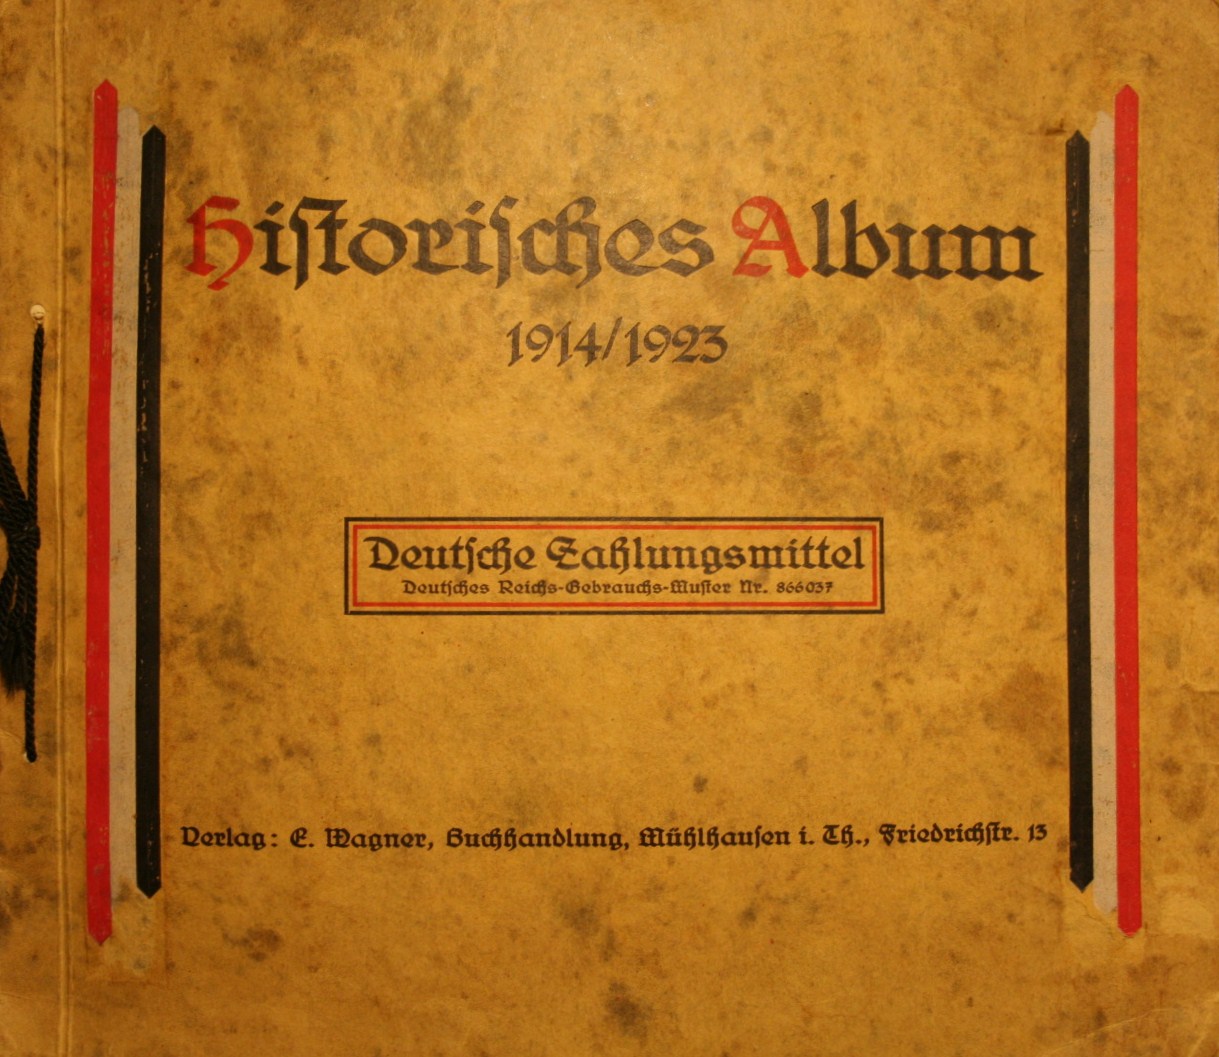 Historisches Album
1914/1923
Deutsche Zahlungsmittel
Deutsches Reichs-Gebrauchs-Muster Nr. 866037
Verlag: E. Wagner, Buchhandlung, Mühlhausen i. Th., Friedrichstr. 13